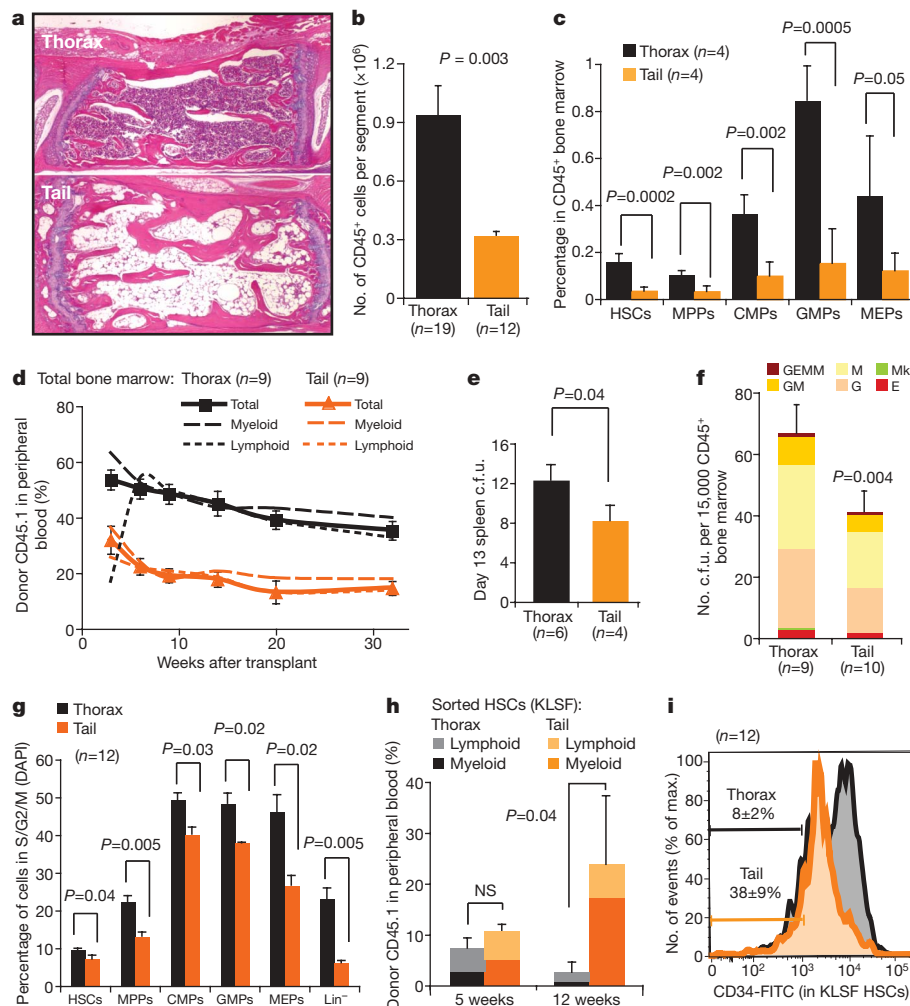 a
Thorax
Tail
b
P = 0.003
No. of CD45+ cells per segment (×10⁶)
1.2
0.9
0.6
0.3
0
Thorax
(n=19)
Tail
(n=12)
c
Thorax (n=4)
Tail (n=4)
P=0.0005
P=0.05
P=0.002
P=0.002
P=0.0002
Percentage in CD45+ bone marrow
1
0.8
0.6
0.4
0.2
0
HSCs MPPs CMPs GMPs MEPs
d
Total bone marrow: Thorax (n=9) Tail (n=9)
Total Total
Myeloid Myeloid
Lymphoid Lymphoid
Donor CD45.1 in peripheral
blood (%)
80
60
40
20
0
0 10 20 30
Weeks after transplant
e
P=0.04
Day 13 spleen c.f.u.
16
12
9
6
3
0
Thorax
(n=6)
Tail
(n=4)
f
GEMM M Mk
GM G E
P=0.004
No. c.f.u. per 15,000 CD45+
bone marrow
80
60
40
20
0
Thorax
(n=9)
Tail
(n=10)
g
Thorax
Tail
(n=12)
P=0.02
P=0.03
P=0.02
P=0.005
P=0.005
P=0.04
Percentage of cells in S/G2/M (DAPI)
60
50
40
30
20
10
0
HSCs MPPs CMPs GMPs MEPs Lin⁻
h
Sorted HSCs (KLSF):
Thorax Tail
Lymphoid Lymphoid
Myeloid Myeloid
P=0.04
NS
Donor CD45.1 in peripheral blood (%)
40
30
20
10
0
5 weeks 12 weeks
i
(n=12)
Thorax
8±2%
Tail
38±9%
No. of events (% of max.)
100
80
60
40
20
0
0 10² 10³ 10⁴ 10⁵
CD34-FITC (in KLSF HSCs)